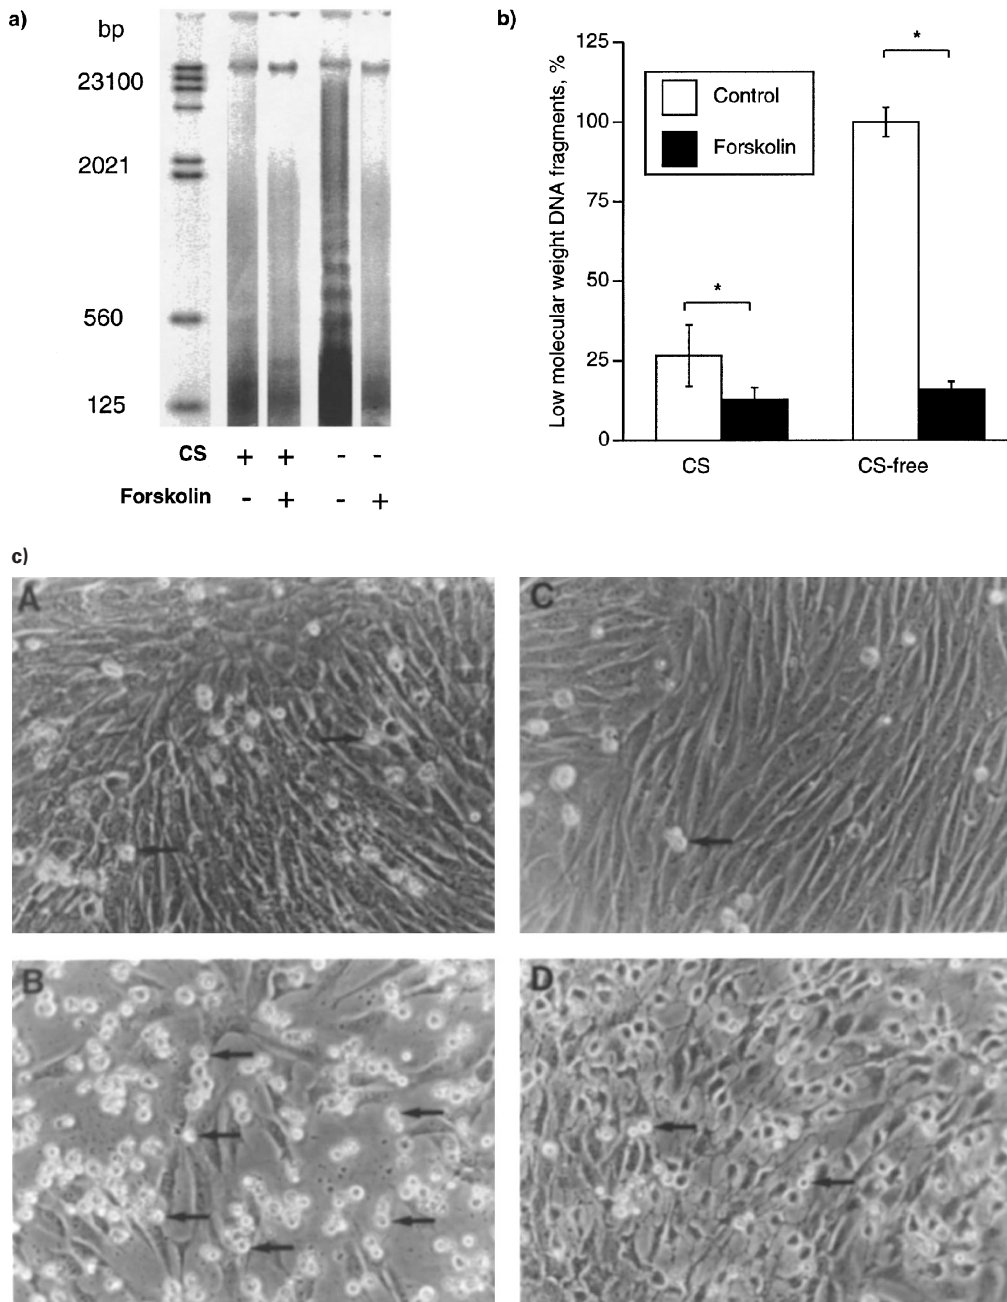 a)
bp
23100
2021
560
125
CS + + - -
Forskolin - + - +
b)
Low molecular weight DNA fragments, %
125
100
75
50
25
0
Control
Forskolin
*
*
CS
CS-free
c)
A
C
B
D